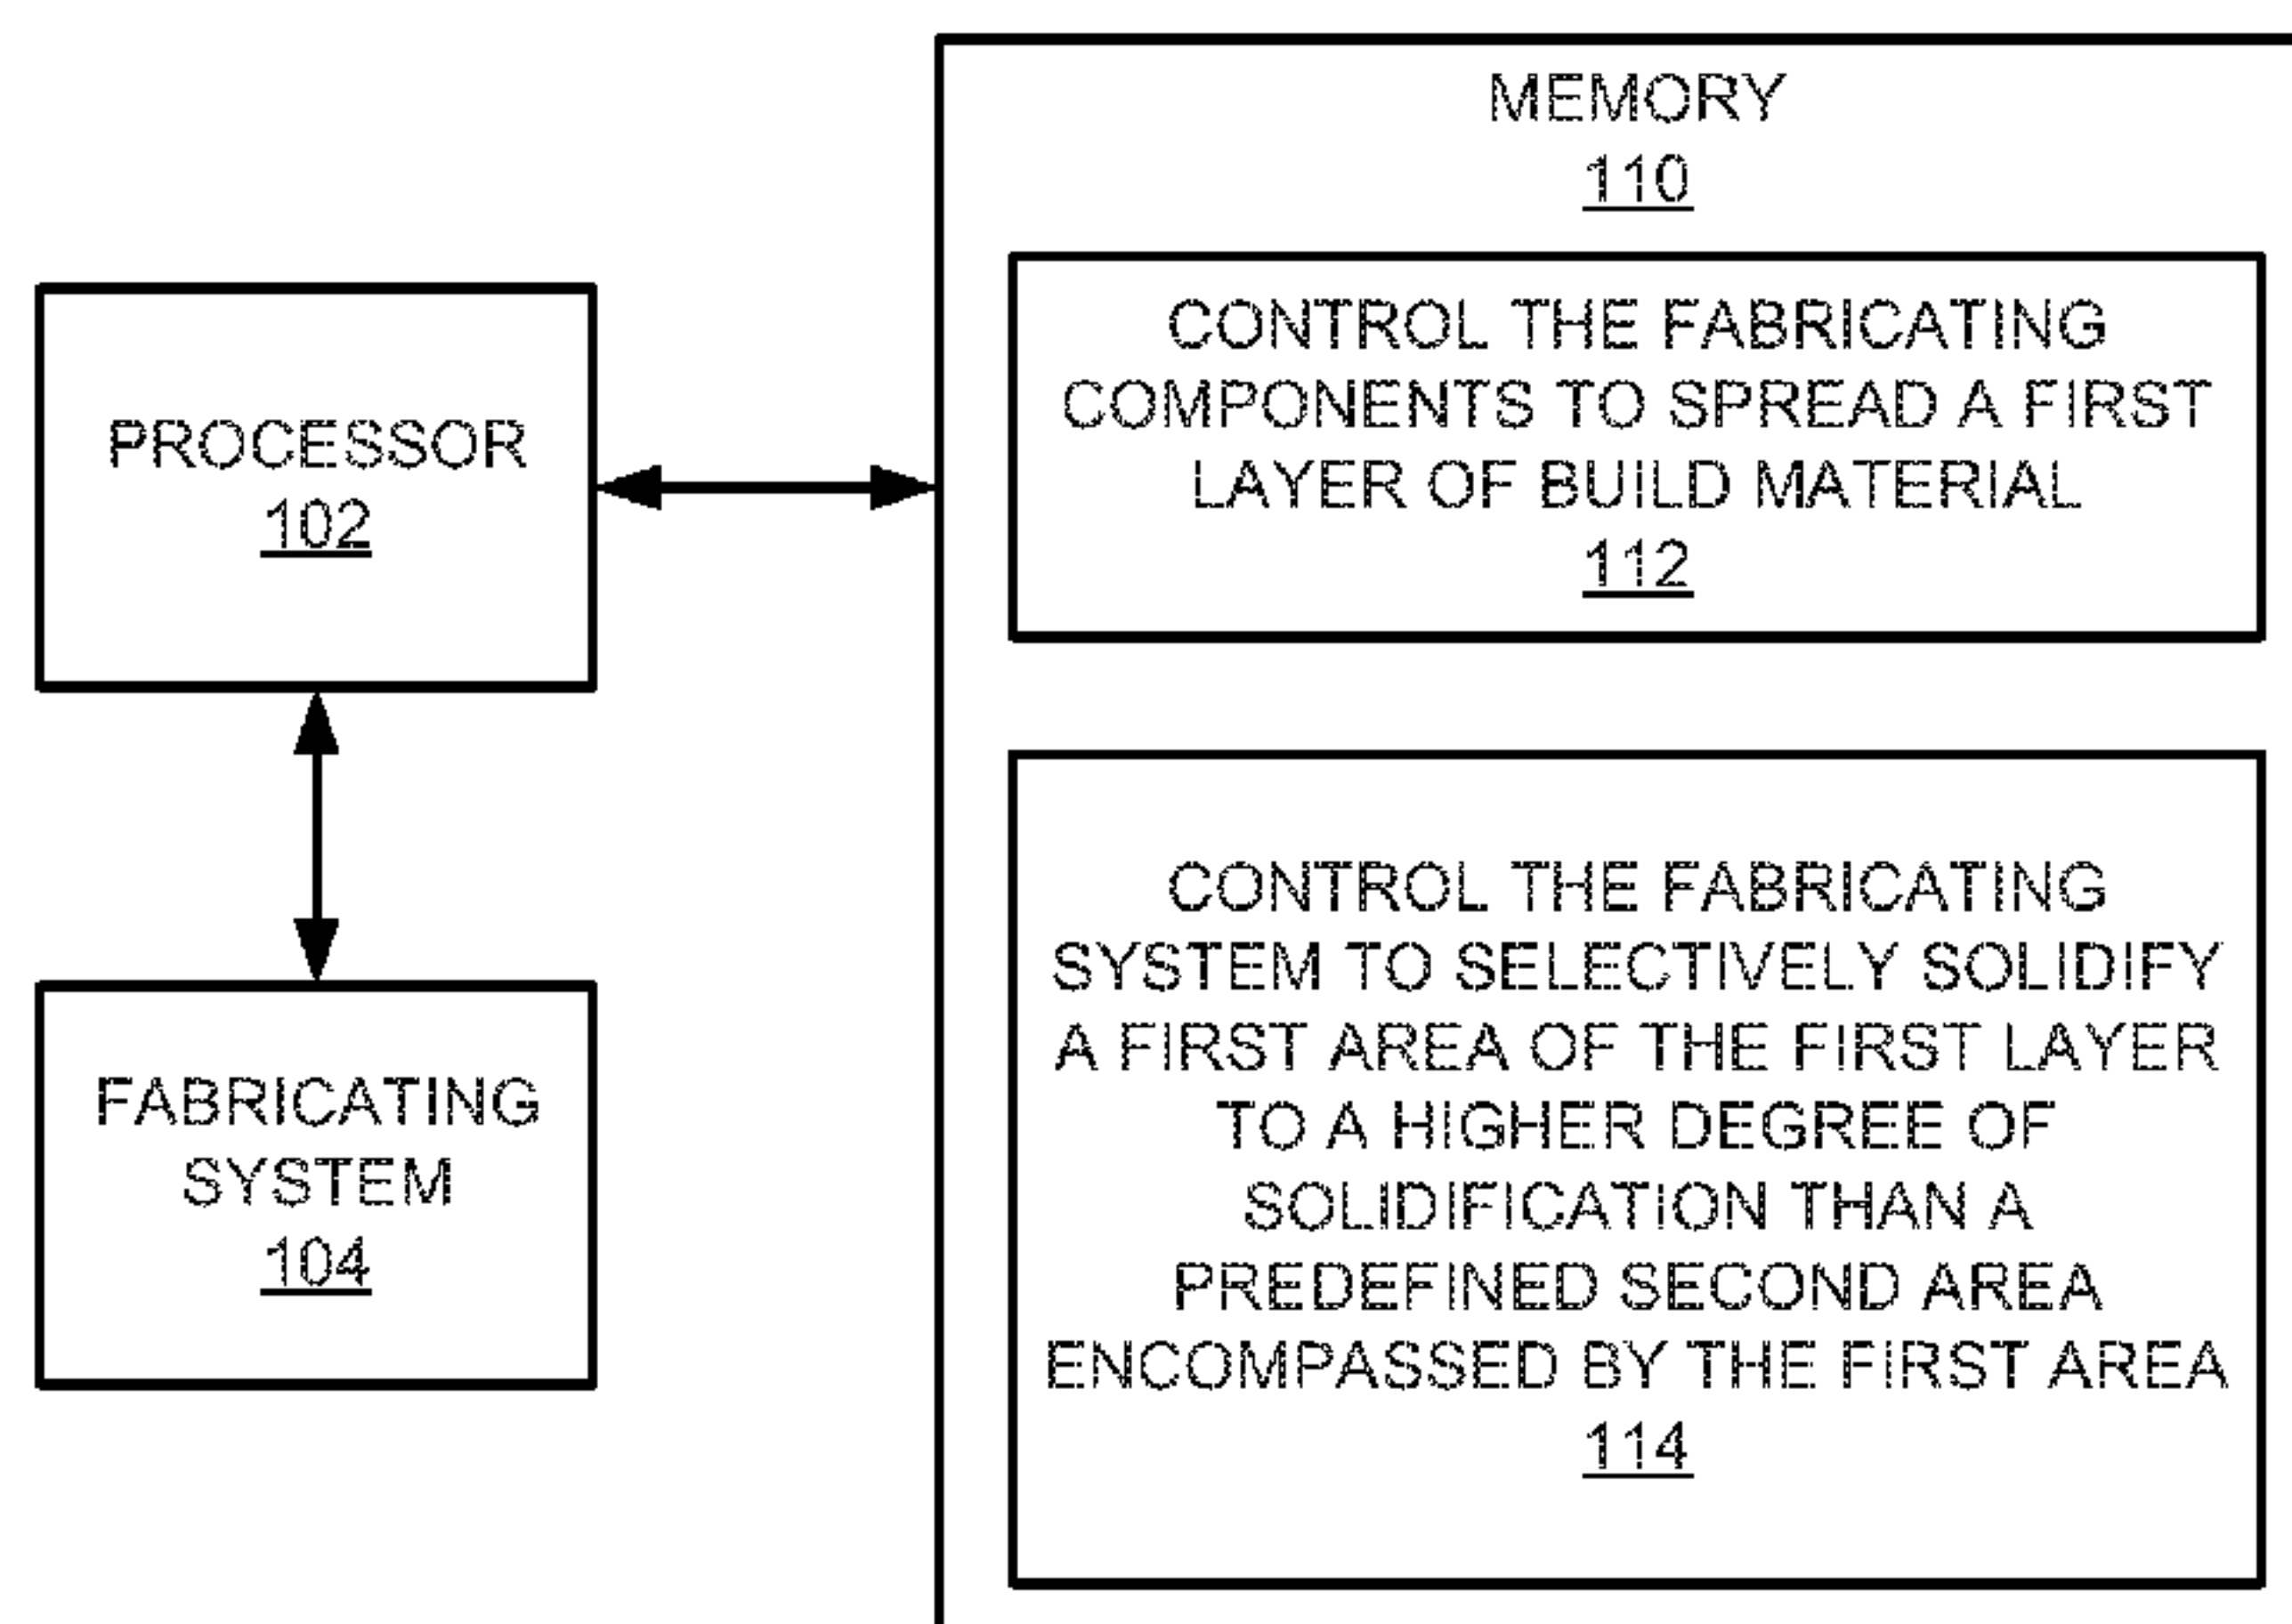 MEMORY
110
CONTROL THE FABRICATING
COMPONENTS TO SPREAD A FIRST
LAYER OF BUILD MATERIAL
112
PROCESSOR
102
CONTROL THE FABRICATING
SYSTEM TO SELECTIVELY SOLIDIFY
A FIRST AREA OF THE FIRST LAYER
TO A HIGHER DEGREE OF
SOLIDIFICATION THAN A
PREDEFINED SECOND AREA
ENCOMPASSED BY THE FIRST AREA
114
FABRICATING
SYSTEM
104